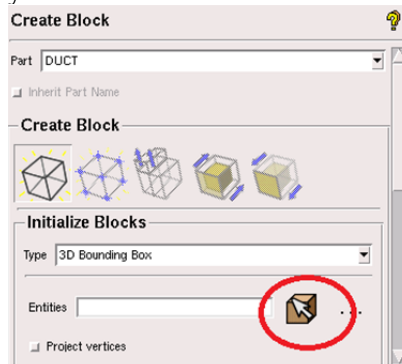 Create Block
Part DUCT
Inherit Part Name
Create Block
Initialize Blocks
Type 3D Bounding Box
Entities ...
Project vertices